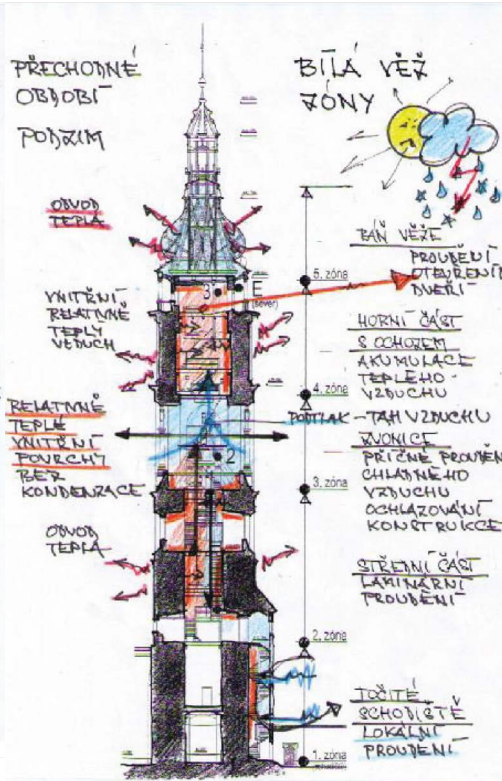 PŘECHODNÉ
OBDOBÍ
PODZIM
BÍLÁ VĚŽ
ZÓNY
ODVOD
TEPLA
VNITŘNÍ
RELATIVNĚ
TEPLÝ
VZDUCH
RELATIVNĚ
TEPLÉ
VNITŘNÍ
POVRCHY
BEZ
KONDENZACE
ODVOD
TEPLA
3
E
(sever)
2
5. zóna
4. zóna
3. zóna
2. zóna
1. zóna
BÁŇ VĚŽE
PROUDĚNÍ
OTEVŘENÍ
DVEŘÍ
HORNÍ ČÁST
S OCHOZEM
AKUMULACE
TEPLÉHO
VZDUCHU
PODTLAK - TAH VZDUCHU
ZVONICE
PŘÍČNÉ PROUDĚNÍ
CHLADNÉHO
VZDUCHU
OCHLAZOVÁNÍ
KONSTRUKCE
STŘEDNÍ ČÁST
LAMINÁRNÍ
PROUDĚNÍ
TOČITÉ
SCHODIŠTĚ
LOKÁLNÍ
PROUDĚNÍ